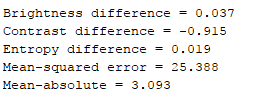 Brightness difference = 0.037
Contrast difference = -0.915
Entropy difference = 0.019
Mean-squared error = 25.388
Mean-absolute = 3.093